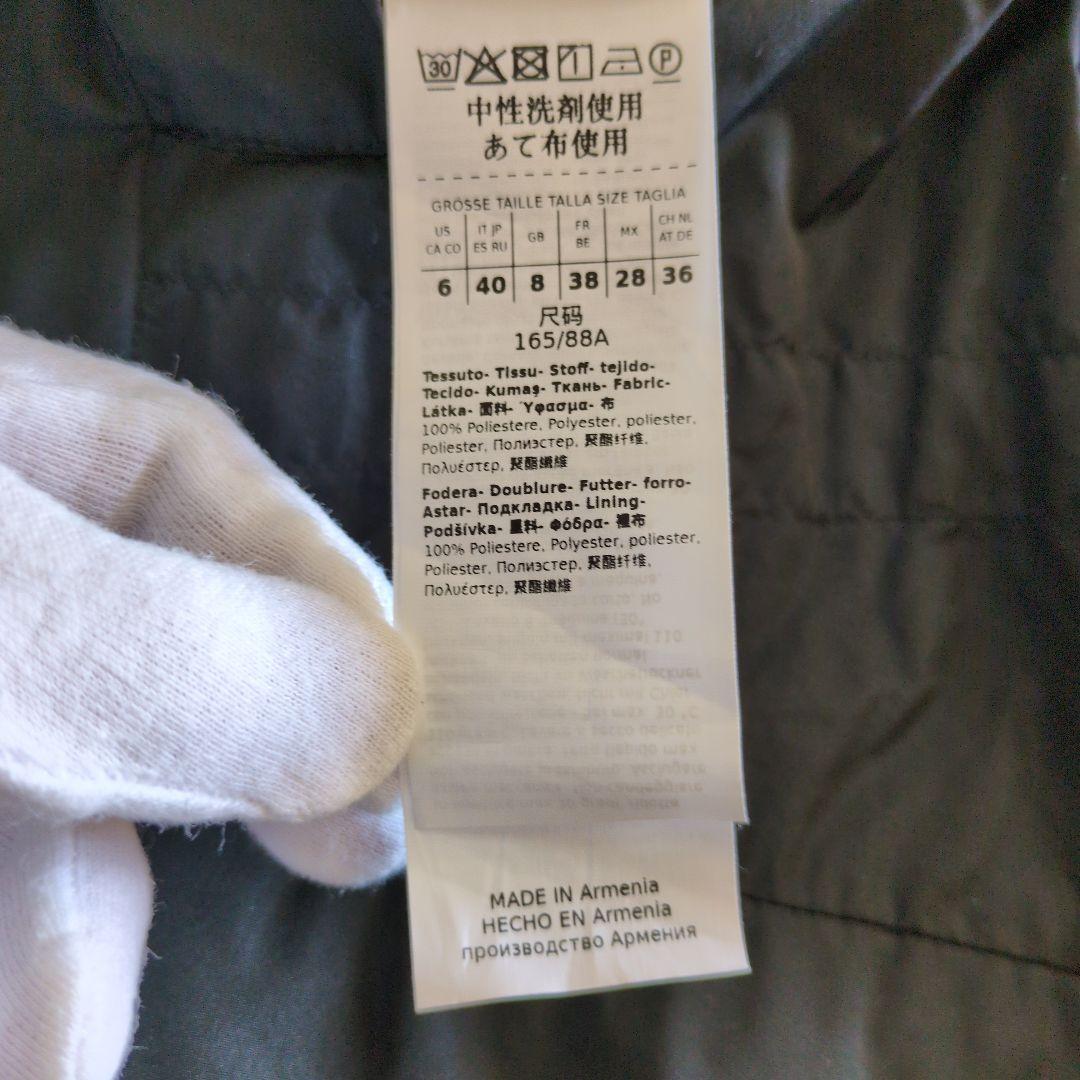 30 P
中性洗剤使用
あて布使用
GRÖSSE TAILLE TALLA SIZE TAGLIA
US CA CO IT JP ES RU GB FR BE MX CH NL AT DE
6 40 8 38 28 36
尺码
165/88A
Tessuto- Tissu- Stoff- tejido-
Tecido- Kumaş- Ткань- Fabric-
Látka- 面料- Ύφασμα- 布
100% Poliestere, Polyester, poliester,
Poliester, Полиэстер, 聚酯纤维,
Πολυέστερ, 聚酯纖維
Fodera- Doublure- Futter- forro-
Astar- Подкладка- Lining-
Podšívka- 里料- Φόδρα- 裡布
100% Poliestere, Polyester, poliester,
Poliester, Полиэстер, 聚酯纤维,
Πολυέστερ, 聚酯纖維
MADE IN Armenia
HECHO EN Armenia
производство Армения